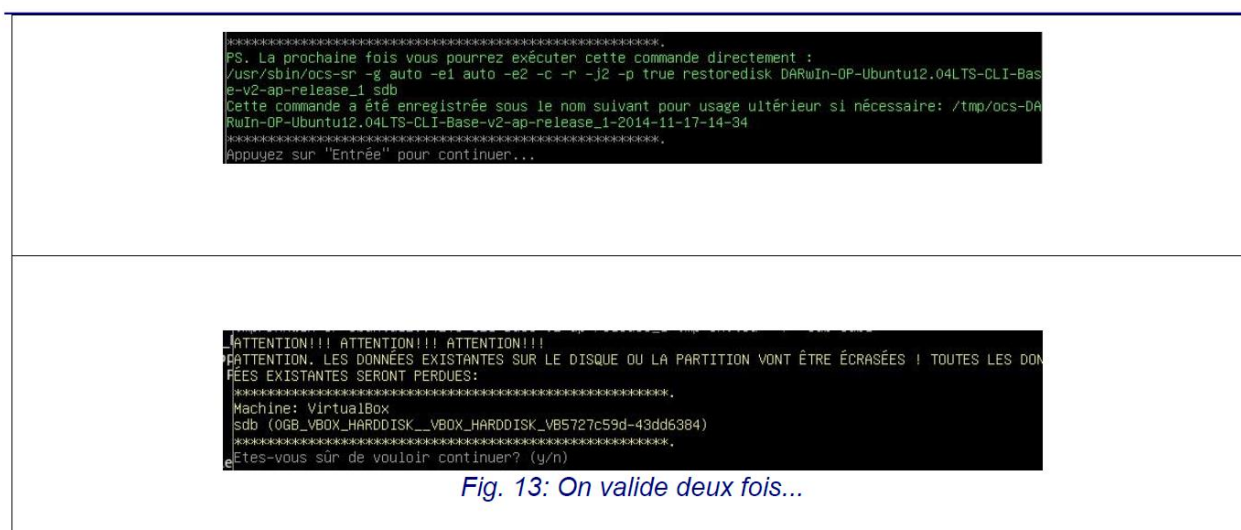 ******************************************************.
PS. La prochaine fois vous pourrez exécuter cette commande directement :
/usr/sbin/ocs-sr -g auto -e1 auto -e2 -c -r -j2 -p true restoredisk DARwIn-OP-Ubuntu12.04LTS-CLI-Bas
e-v2-ap-release_1 sdb
Cette commande a été enregistrée sous le nom suivant pour usage ultérieur si nécessaire: /tmp/ocs-DA
RwIn-OP-Ubuntu12.04LTS-CLI-Base-v2-ap-release_1-2014-11-17-14-34
******************************************************.
Appuyez sur "Entrée" pour continuer...
ATTENTION!!! ATTENTION!!! ATTENTION!!!
ATTENTION. LES DONNÉES EXISTANTES SUR LE DISQUE OU LA PARTITION VONT ÊTRE ÉCRASÉES ! TOUTES LES DON
ÉES EXISTANTES SERONT PERDUES:
******************************************************.
Machine: VirtualBox
sdb (0GB_VBOX_HARDDISK__VBOX_HARDDISK_VB5727c59d-43dd6384)
******************************************************.
Etes-vous sûr de vouloir continuer? (y/n)
Fig. 13: On valide deux fois...